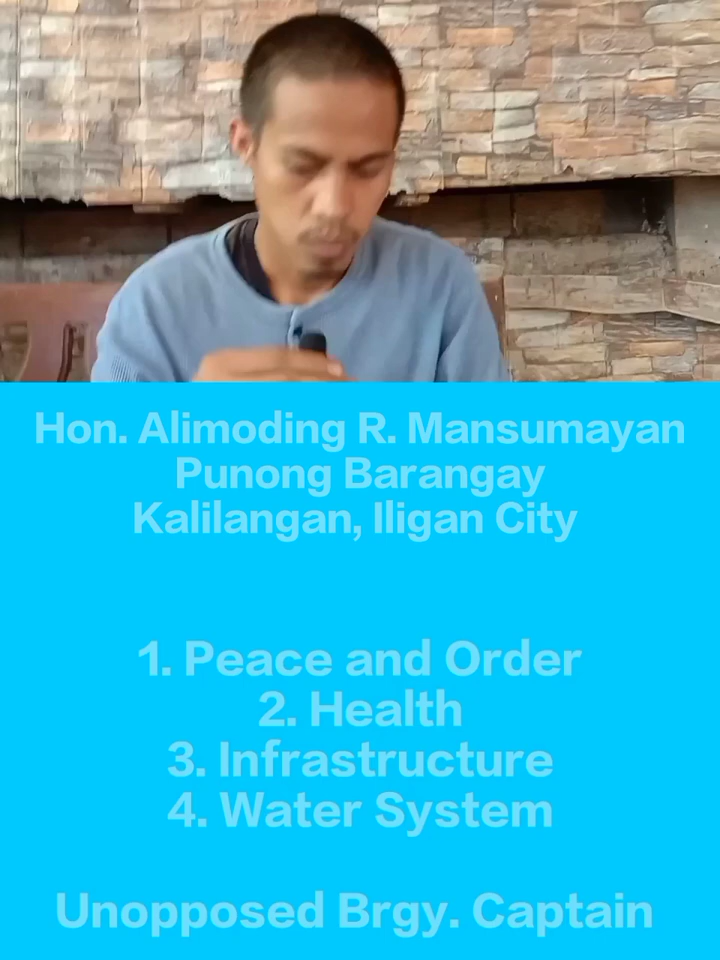 Hon. Alimoding R. Mansumayan
Punong Barangay
Kalilangan, Iligan City
1. Peace and Order
2. Health
3. Infrastructure
4. Water System
Unopposed Brgy. Captain